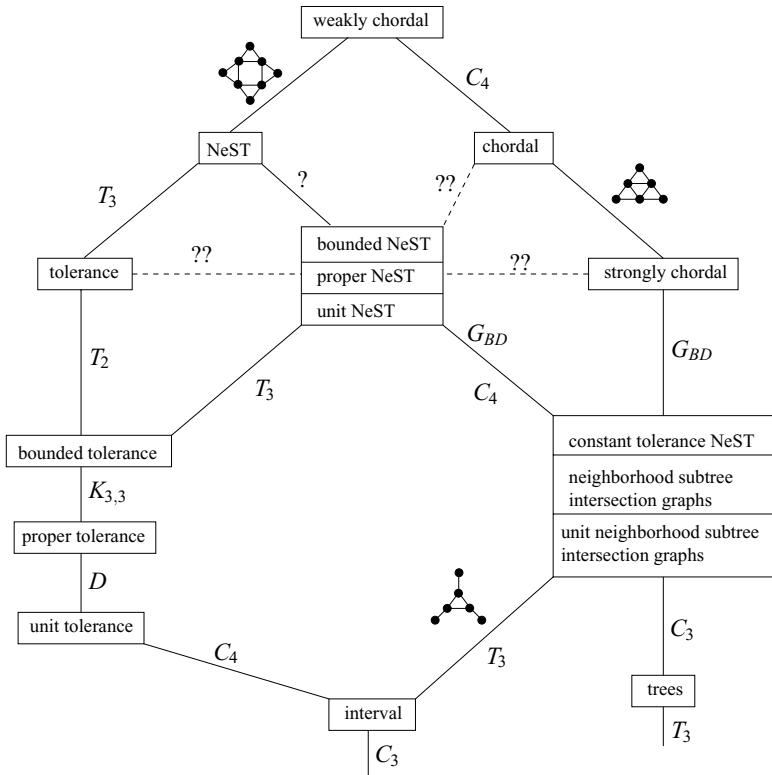 weakly chordal
C4
NeST
chordal
T3
?
??
bounded NeST
tolerance
??
proper NeST
??
strongly chordal
unit NeST
GBD
GBD
T2
T3
C4
bounded tolerance
constant tolerance NeST
K3,3
neighborhood subtree
intersection graphs
proper tolerance
unit neighborhood subtree
intersection graphs
D
unit tolerance
C4
T3
C3
interval
trees
C3
T3